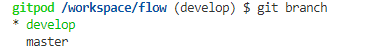 gitpod /workspace/flow (develop) $ git branch
* develop
  master